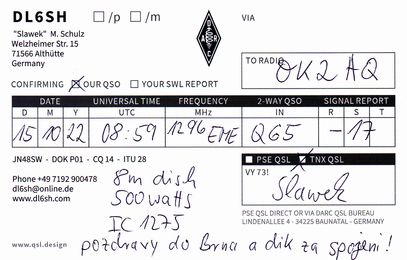 DL6SH □ /p □ /m VIA
"Slawek" M. Schulz
Welzheimer Str. 15
71566 Althütte
Germany
TO RADIO OK2AQ
CONFIRMING ☒ OUR QSO □ YOUR SWL REPORT
DATE UNIVERSAL TIME FREQUENCY 2-WAY QSO SIGNAL REPORT
D M Y UTC MHz IN R S T
15 10 22 08:59 1296 EME Q65 -17
JN48SW - DOK P01 - CQ 14 - ITU 28
□ PSE QSL ☒ TNX QSL
Phone +49 7192 900478
dl6sh@online.de
www.dl6sh.com
8m dish
500 watts
IC 1275
VY 73!
Slawek
PSE QSL DIRECT OR VIA DARC QSL BUREAU
LINDENALLEE 4 - 34225 BAUNATAL - GERMANY
www.qsl.design
pozdravy do Brna a dik za spojeni!